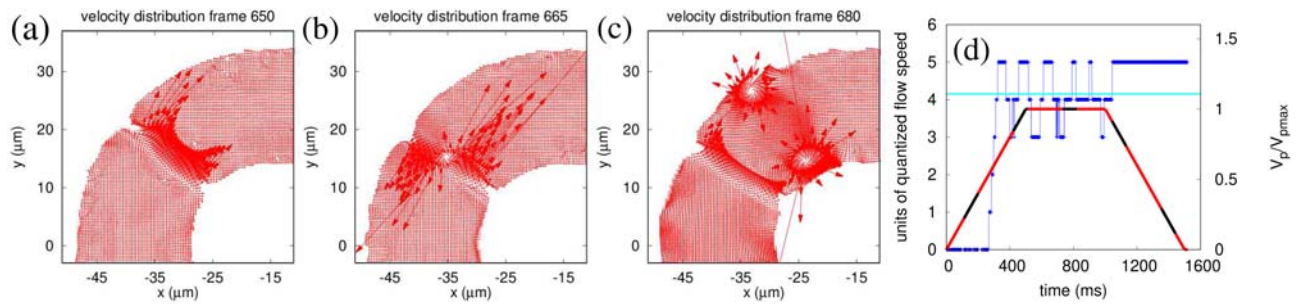 (a)
velocity distribution frame 650
y (µm)
30
20
10
0
-45
-35
-25
-15
x (µm)
(b)
velocity distribution frame 665
y (µm)
30
20
10
0
-45
-35
-25
-15
x (µm)
(c)
velocity distribution frame 680
y (µm)
30
20
10
0
-45
-35
-25
-15
x (µm)
(d)
units of quantized flow speed
6
5
4
3
2
1
0
0
400
800
1200
1600
time (ms)
1.5
1
0.5
0
Vp/Vpmax